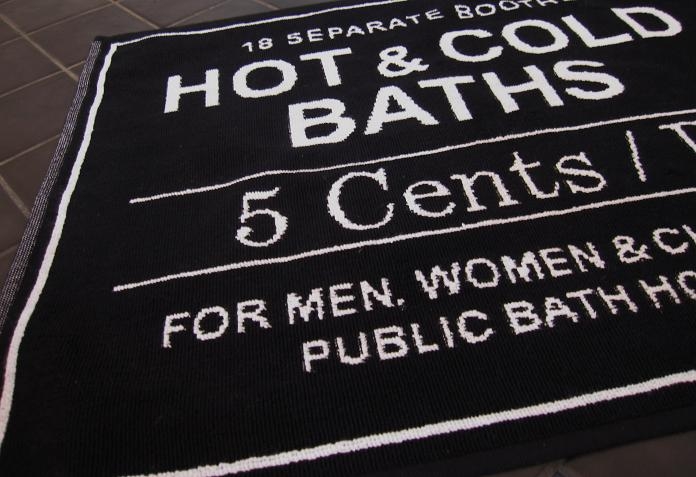 18 SEPARATE
HOT & COLD
BATHS
5 Cents /
FOR MEN. WOMEN &
PUBLIC BATH